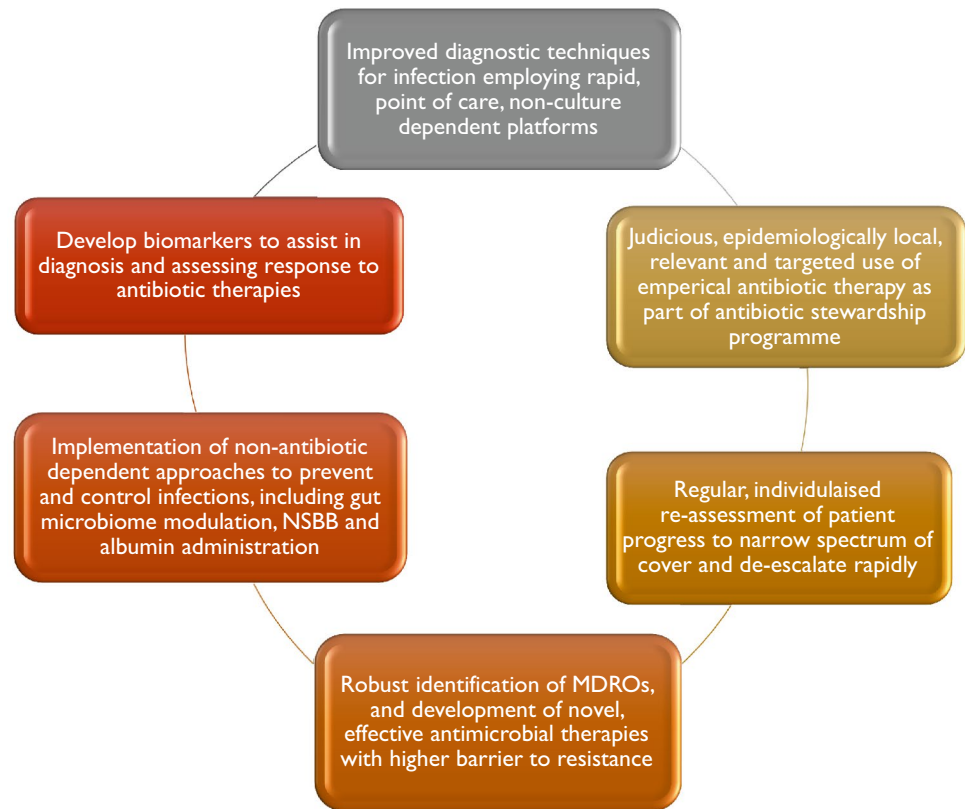 Improved diagnostic techniques
for infection employing rapid,
point of care, non-culture
dependent platforms
Judicious, epidemiologically local,
relevant and targeted use of
emperical antibiotic therapy as
part of antibiotic stewardship
programme
Regular, individulaised
re-assessment of patient
progress to narrow spectrum of
cover and de-escalate rapidly
Robust identification of MDROs,
and development of novel,
effective antimicrobial therapies
with higher barrier to resistance
Implementation of non-antibiotic
dependent approaches to prevent
and control infections, including gut
microbiome modulation, NSBB and
albumin administration
Develop biomarkers to assist in
diagnosis and assessing response to
antibiotic therapies